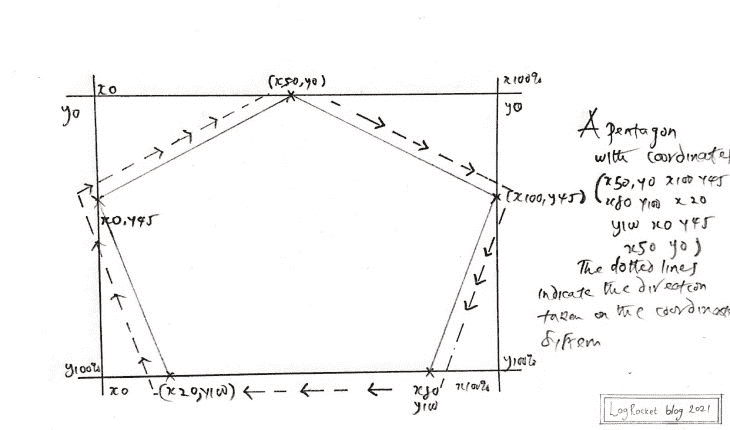 x0
(x50,y0)
x100%
y0
y0
(x100,y45)
x0,y45
y100%
x0
(x20,y100)
x80
y100
x100%
y100%
A pentagon
with coordinates
(x50,y0 x100 y45
x80 y100 x20
y100 x0 y45
x50 y0)
The dotted lines
indicate the direction
taken on the coordinate
System
LogRocket blog 2021